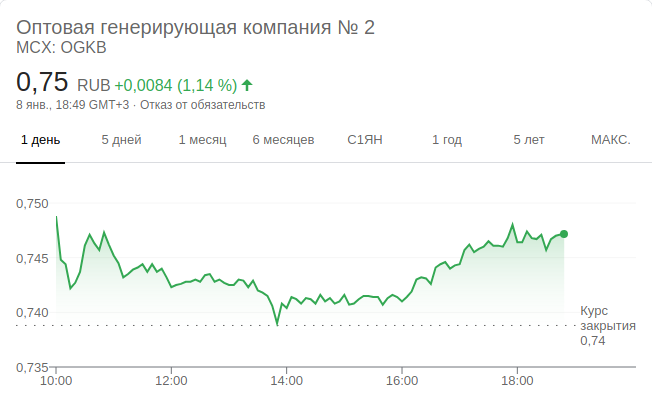 Оптовая генерирующая компания № 2
MCX: OGKB
0,75 RUB +0,0084 (1,14 %)
8 янв., 18:49 GMT+3 · Отказ от обязательств
1 день 5 дней 1 месяц 6 месяцев С1ЯН 1 год 5 лет МАКС.
0,750
0,745
0,740
Курс
закрытия
0,74
0,735
10:00 12:00 14:00 16:00 18:00